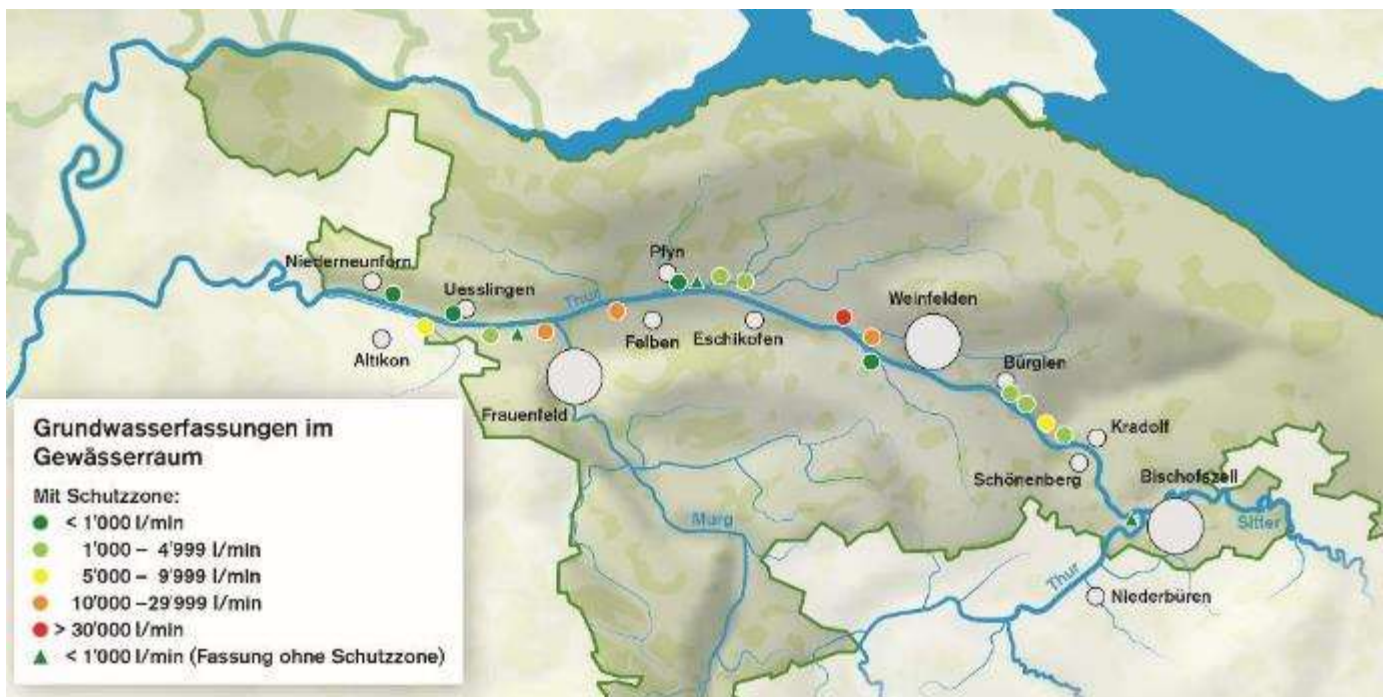 Niederneunforn
Uesslingen
Altikon
Thur
Pfyn
Felben
Eschikofen
Weinfelden
Bürglen
Frauenfeld
Kradolf
Schönenberg
Bischofszell
Sitter
Murg
Thur
Niederbüren
Grundwasserfassungen im
Gewässerraum
Mit Schutzzone:
< 1'000 l/min
1'000 – 4'999 l/min
5'000 – 9'999 l/min
10'000 –29'999 l/min
> 30'000 l/min
< 1'000 l/min (Fassung ohne Schutzzone)